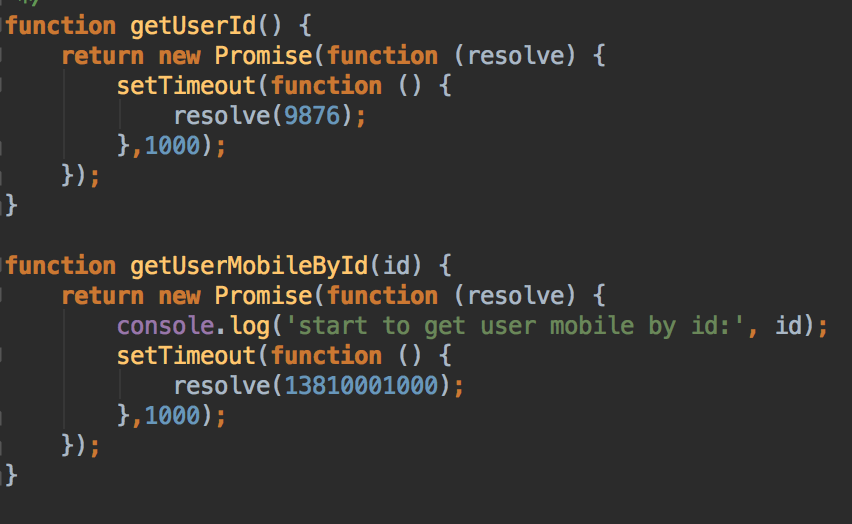 */
function getUserId() {
    return new Promise(function (resolve) {
        setTimeout(function () {
            resolve(9876);
        },1000);
    });
}

function getUserMobileById(id) {
    return new Promise(function (resolve) {
        console.log('start to get user mobile by id:', id);
        setTimeout(function () {
            resolve(13810001000);
        },1000);
    });
}